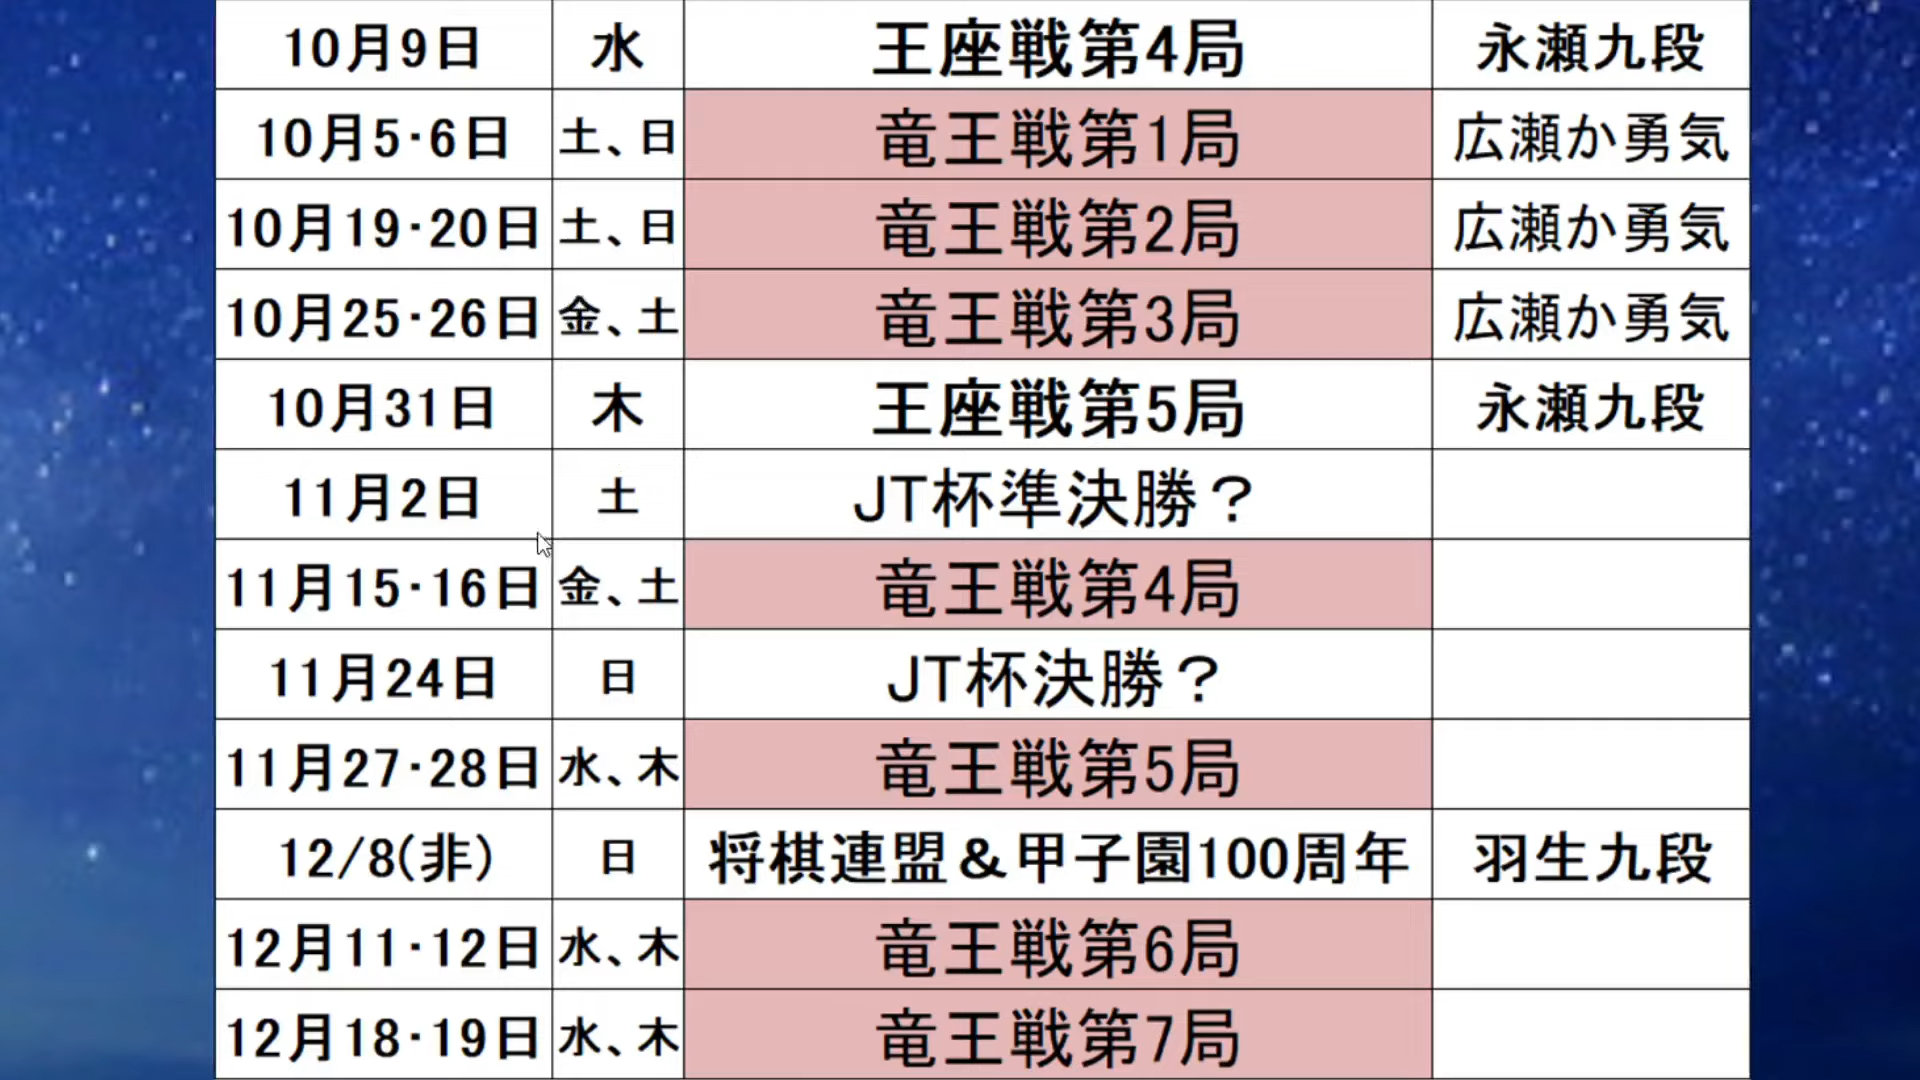 10月9日 水 王座戦第4局 永瀬九段
10月5·6日 土、日 竜王戦第1局 広瀬か勇気
10月19·20日 土、日 竜王戦第2局 広瀬か勇気
10月25·26日 金、土 竜王戦第3局 広瀬か勇気
10月31日 木 王座戦第5局 永瀬九段
11月2日 土 JT杯準決勝？
11月15·16日 金、土 竜王戦第4局
11月24日 日 JT杯決勝？
11月27·28日 水、木 竜王戦第5局
12/8(非) 日 将棋連盟＆甲子園100周年 羽生九段
12月11·12日 水、木 竜王戦第6局
12月18·19日 水、木 竜王戦第7局